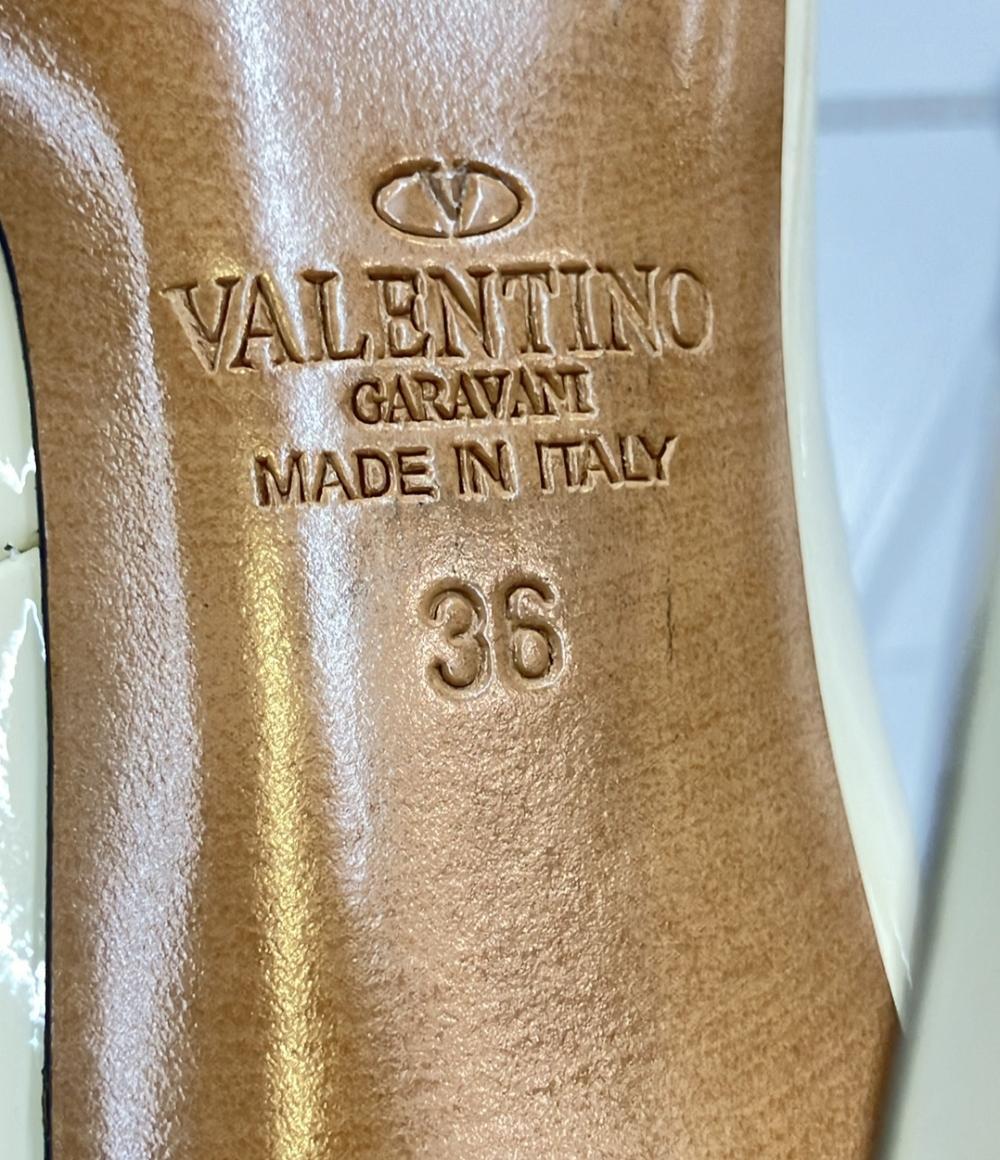 V
VALENTINO
GARAVANI
MADE IN ITALY
36